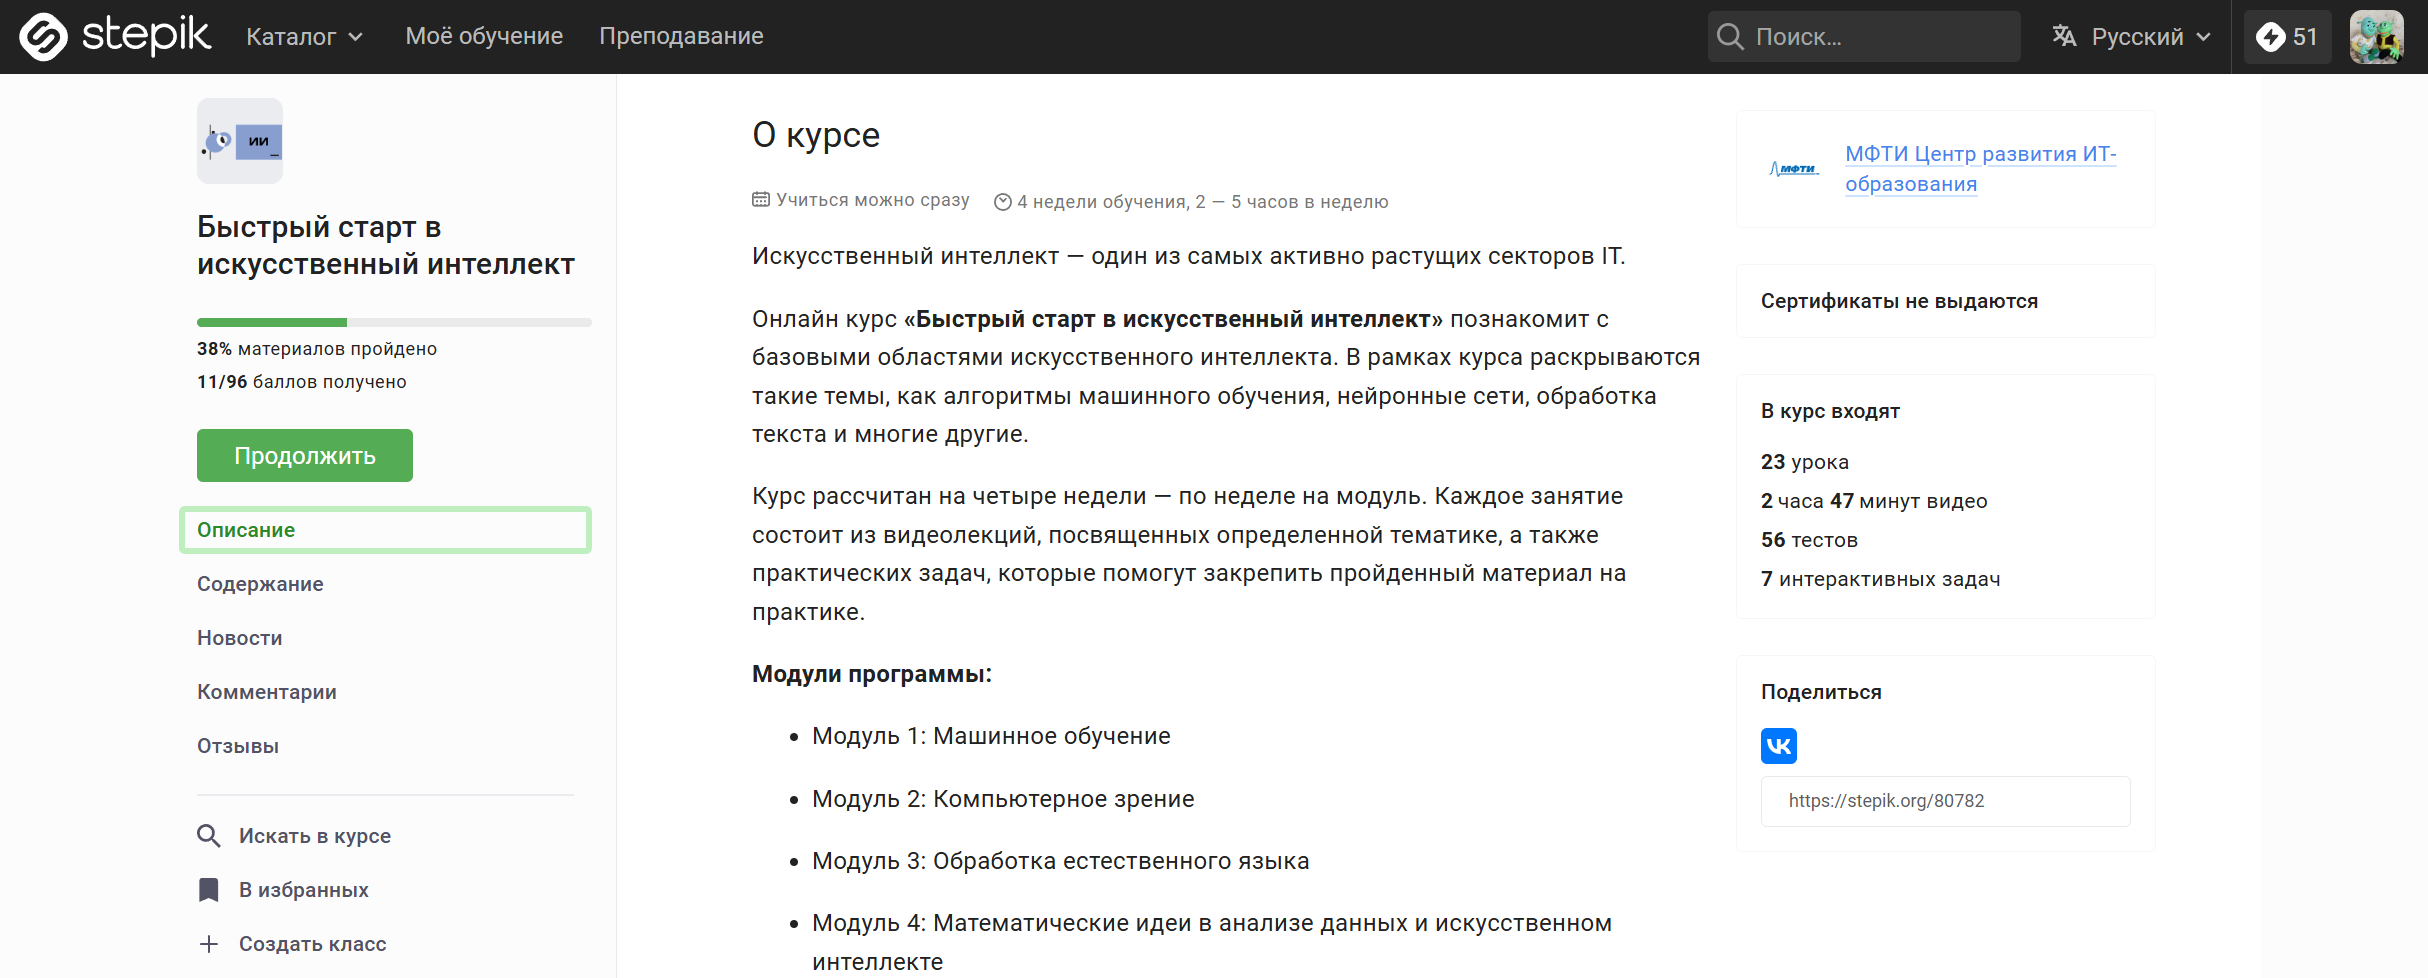 stepik
Каталог
Моё обучение
Преподавание
Поиск...
Русский
51
ИИ_
Быстрый старт в
искусственный интеллект
38% материалов пройдено
11/96 баллов получено
Продолжить
Описание
Содержание
Новости
Комментарии
Отзывы
Искать в курсе
В избранных
Создать класс
О курсе
Учиться можно сразу
4 недели обучения, 2 — 5 часов в неделю
Искусственный интеллект — один из самых активно растущих секторов IT.
Онлайн курс «Быстрый старт в искусственный интеллект» познакомит с
базовыми областями искусственного интеллекта. В рамках курса раскрываются
такие темы, как алгоритмы машинного обучения, нейронные сети, обработка
текста и многие другие.
Курс рассчитан на четыре недели — по неделе на модуль. Каждое занятие
состоит из видеолекций, посвященных определенной тематике, а также
практических задач, которые помогут закрепить пройденный материал на
практике.
Модули программы:
• Модуль 1: Машинное обучение
• Модуль 2: Компьютерное зрение
• Модуль 3: Обработка естественного языка
• Модуль 4: Математические идеи в анализе данных и искусственном
интеллекте
МФТИ
МФТИ Центр развития ИТ-
образования
Сертификаты не выдаются
В курс входят
23 урока
2 часа 47 минут видео
56 тестов
7 интерактивных задач
Поделиться
https://stepik.org/80782